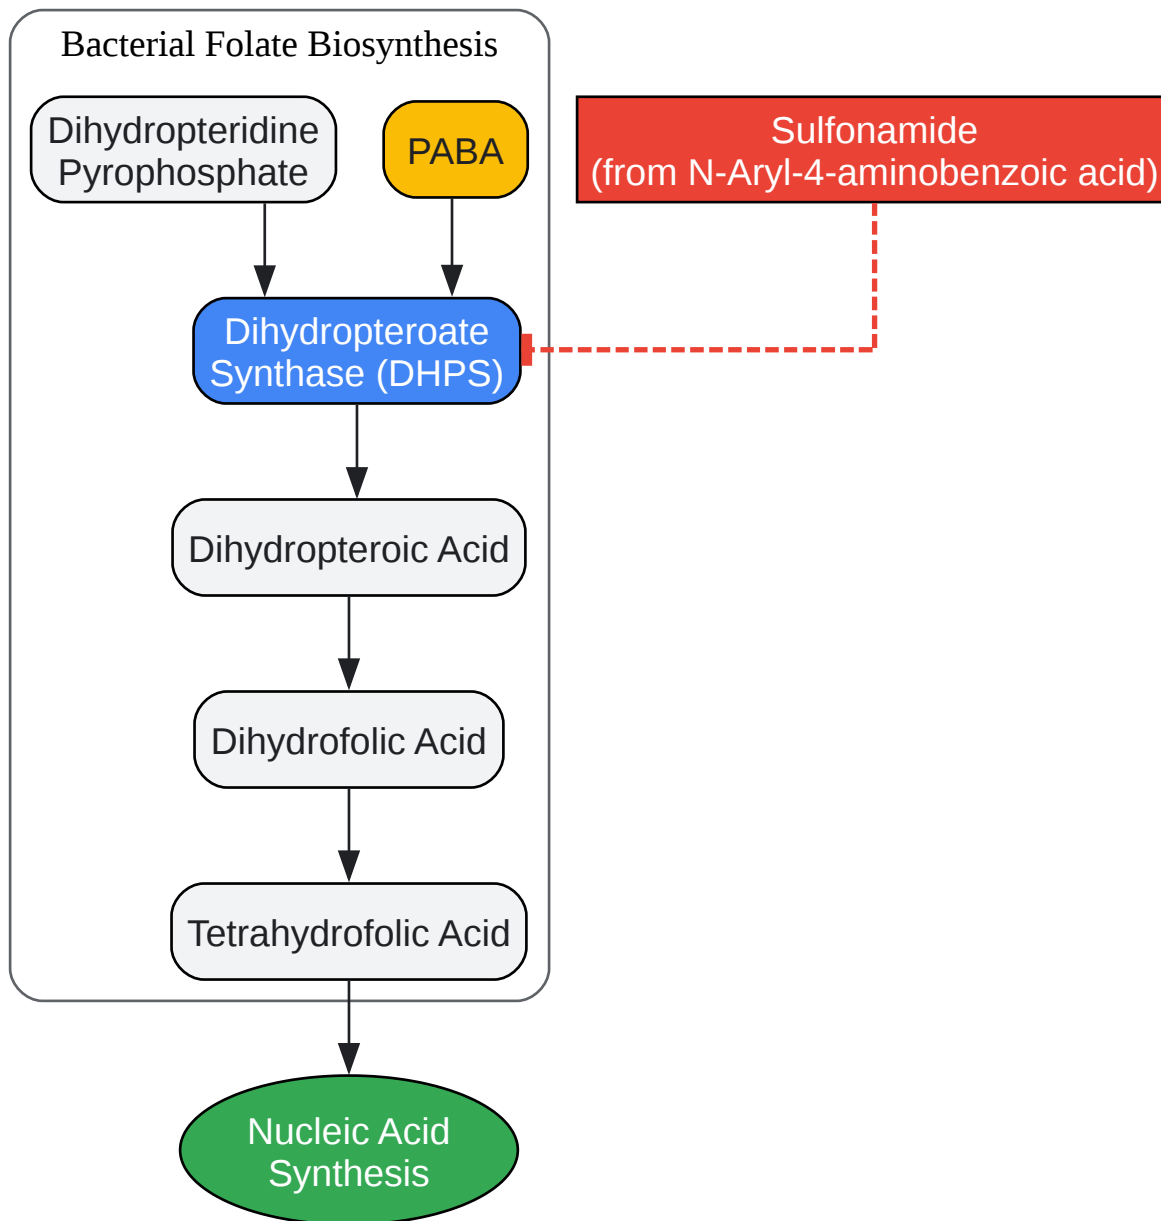 Bacterial Folate Biosynthesis
Dihydropteridine
Pyrophosphate
PABA
Sulfonamide
(from N-Aryl-4-aminobenzoic acid)
Dihydropteroate
Synthase (DHPS)
Dihydropteroic Acid
Dihydrofolic Acid
Tetrahydrofolic Acid
Nucleic Acid
Synthesis